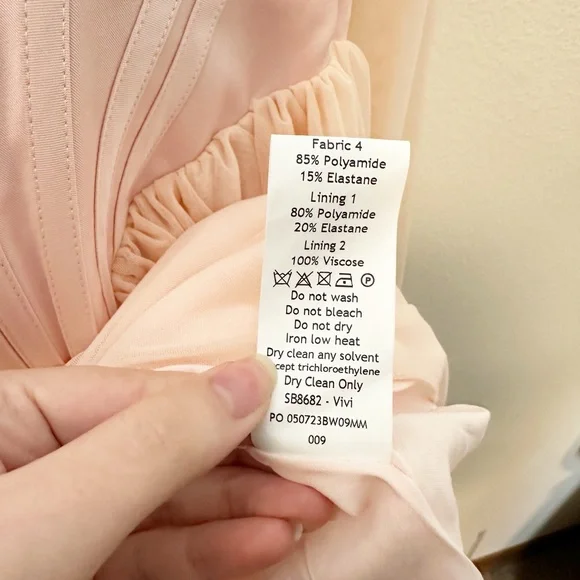 Fabric 4
85% Polyamide
15% Elastane
Lining 1
80% Polyamide
20% Elastane
Lining 2
100% Viscose
P
Do not wash
Do not bleach
Do not dry
Iron low heat
Dry clean any solvent
cept trichloroethylene
Dry Clean Only
SB8682 - Vivi
PO 050723BW09MM
009